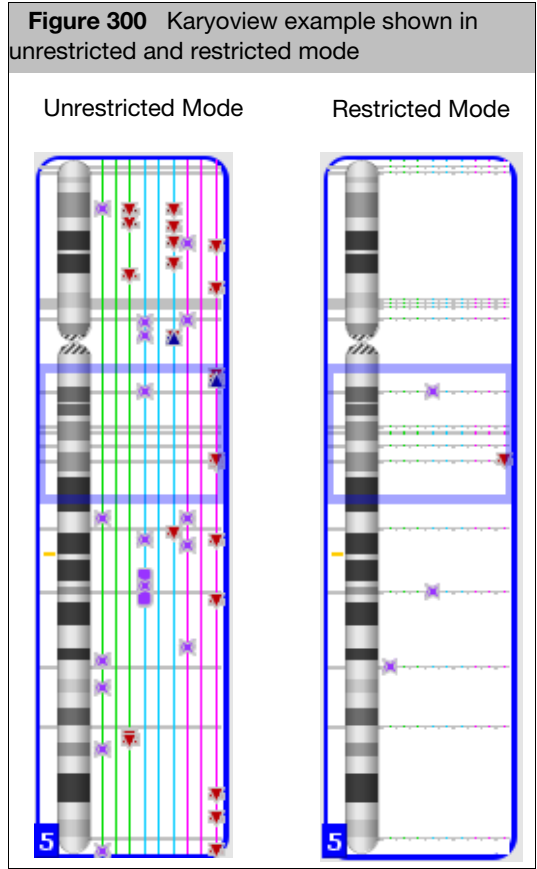 Figure 300 Karyoview example shown in
unrestricted and restricted mode
Unrestricted Mode
Restricted Mode
5
5